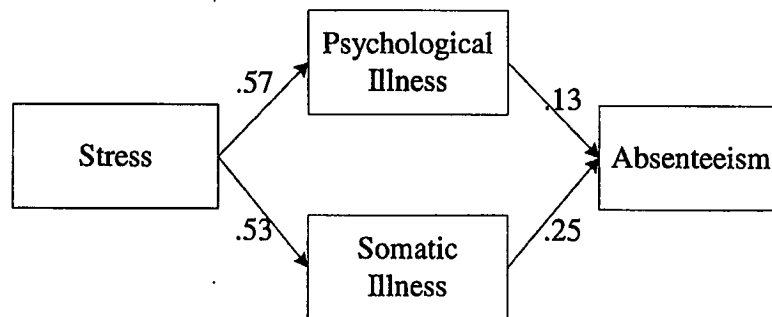 Psychological
Illness
.57
.13
Stress
Absenteeism
.53
.25
Somatic
Illness